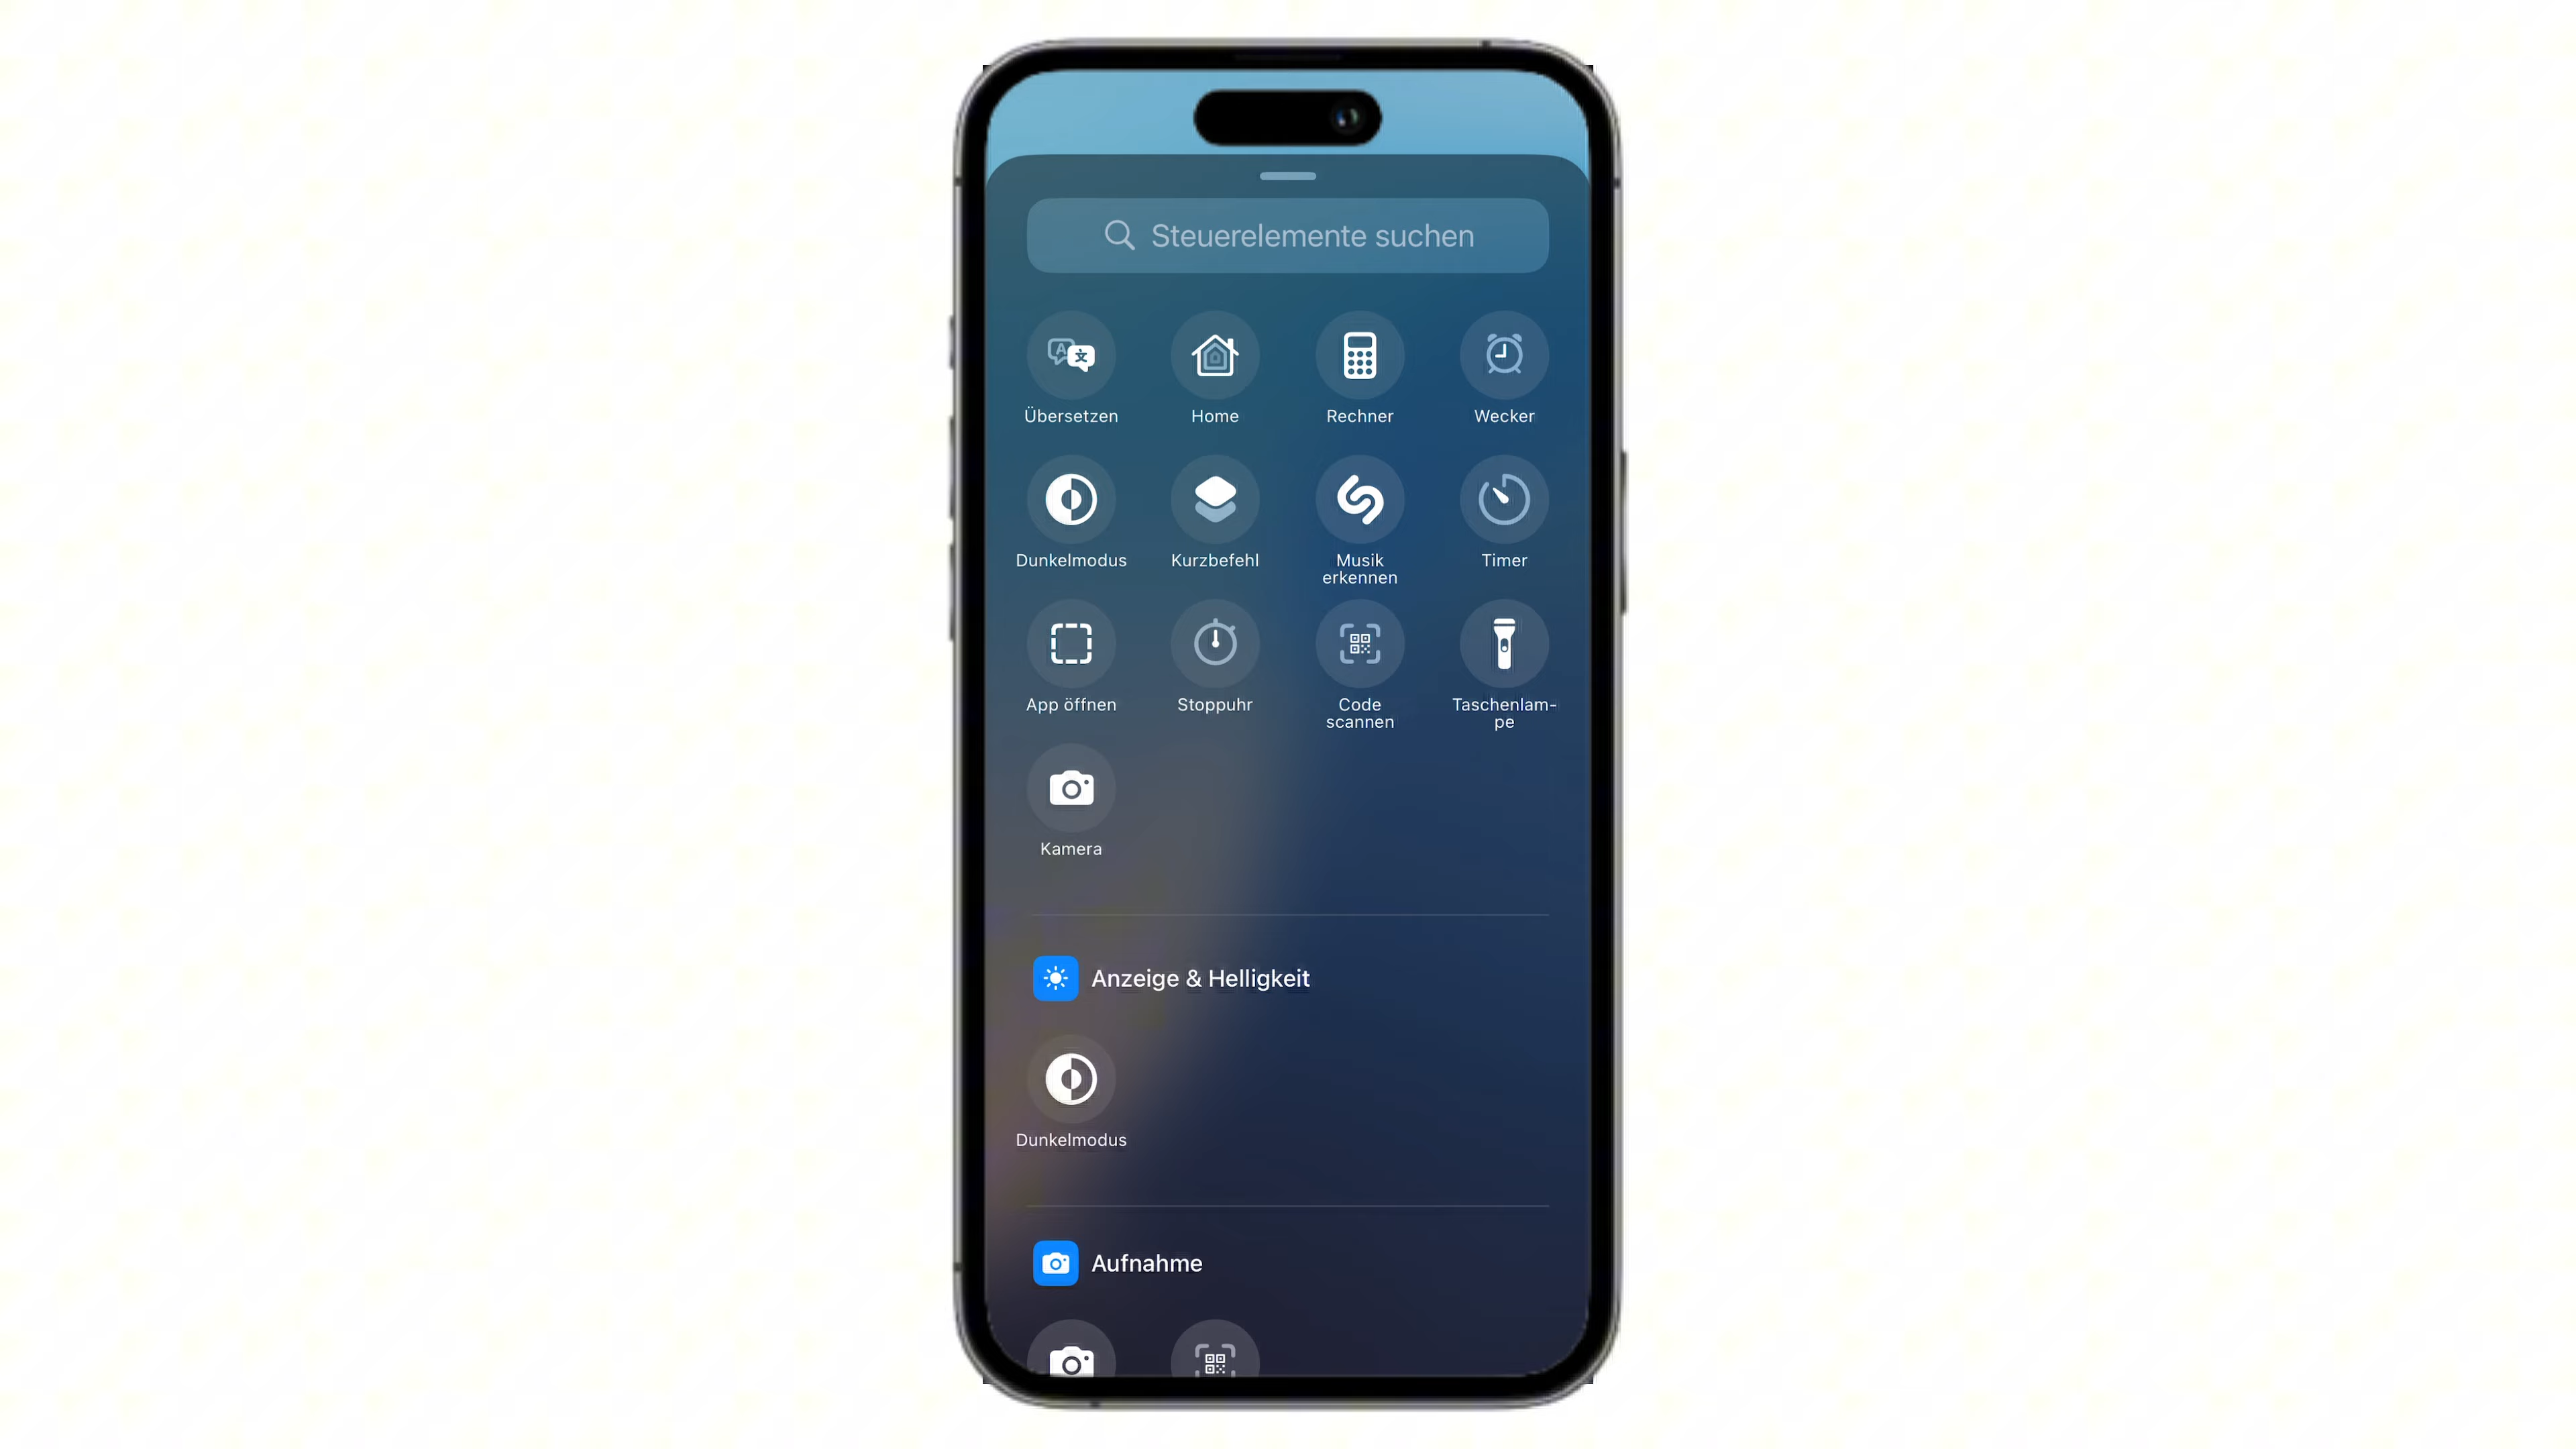 Steuerelemente suchen
Übersetzen
Home
Rechner
Wecker
Dunkelmodus
Kurzbefehl
Musik
erkennen
Timer
App öffnen
Stoppuhr
Code
scannen
Taschenlam-
pe
Kamera
Anzeige & Helligkeit
Dunkelmodus
Aufnahme